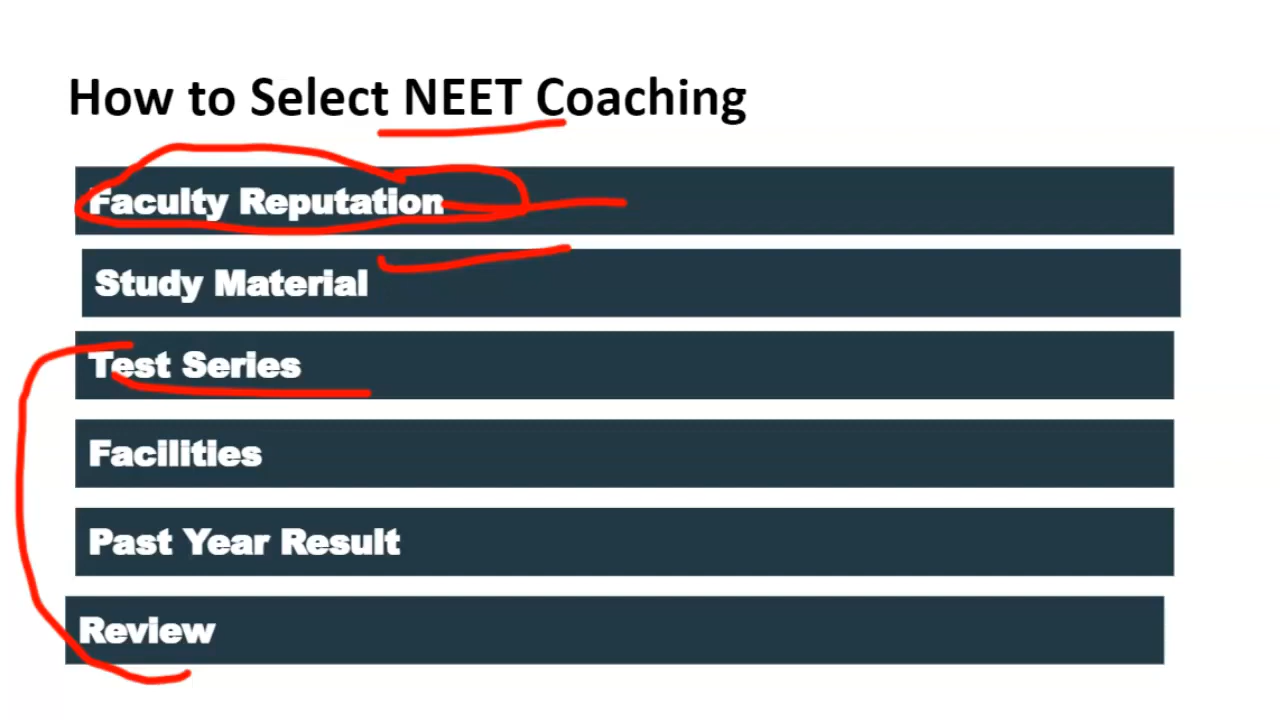 How to Select NEET Coaching
Faculty Reputation
Study Material
Test Series
Facilities
Past Year Result
Review